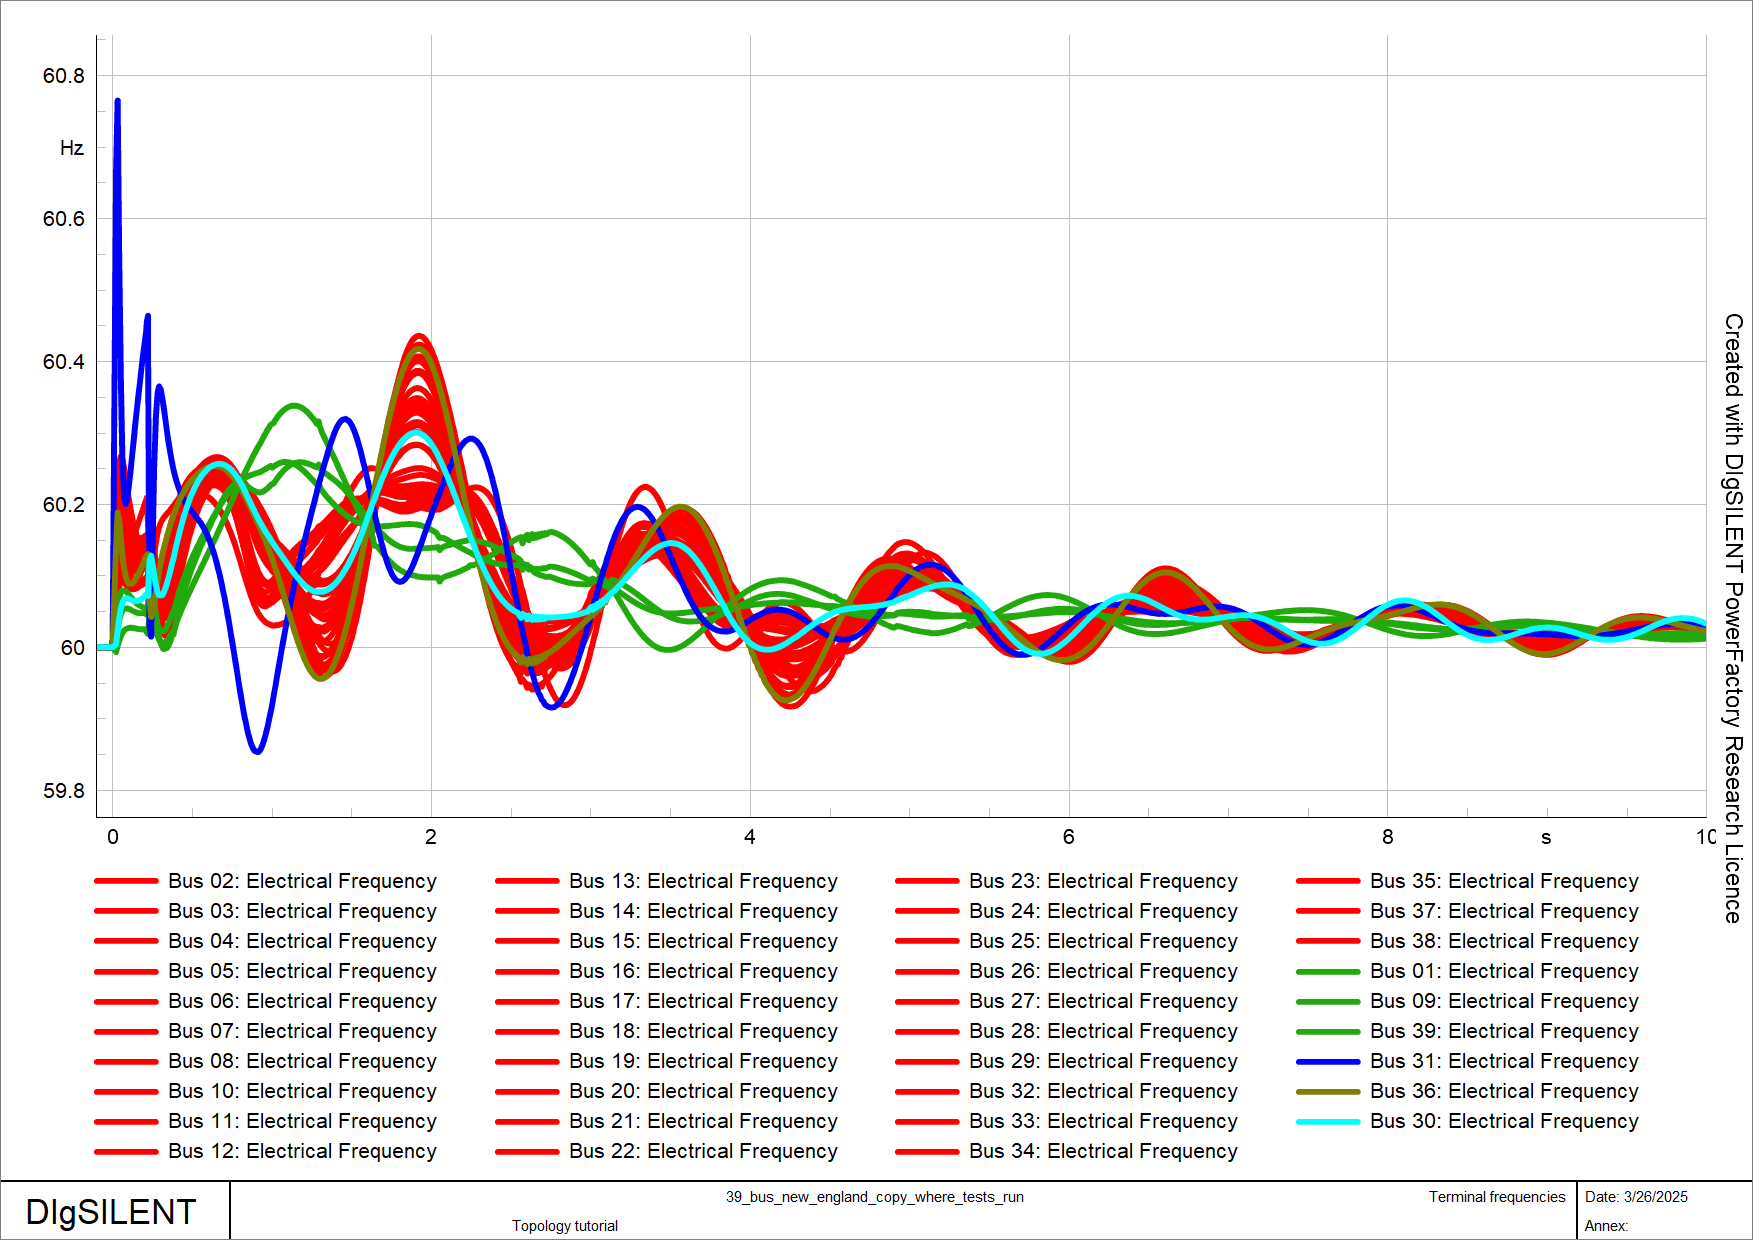 60.8
Hz
60.6
60.4
60.2
60
59.8
0 2 4 6 8 s 10
Created with DIgSILENT PowerFactory Research Licence
Bus 02: Electrical Frequency Bus 13: Electrical Frequency Bus 23: Electrical Frequency Bus 35: Electrical Frequency
Bus 03: Electrical Frequency Bus 14: Electrical Frequency Bus 24: Electrical Frequency Bus 37: Electrical Frequency
Bus 04: Electrical Frequency Bus 15: Electrical Frequency Bus 25: Electrical Frequency Bus 38: Electrical Frequency
Bus 05: Electrical Frequency Bus 16: Electrical Frequency Bus 26: Electrical Frequency Bus 01: Electrical Frequency
Bus 06: Electrical Frequency Bus 17: Electrical Frequency Bus 27: Electrical Frequency Bus 09: Electrical Frequency
Bus 07: Electrical Frequency Bus 18: Electrical Frequency Bus 28: Electrical Frequency Bus 39: Electrical Frequency
Bus 08: Electrical Frequency Bus 19: Electrical Frequency Bus 29: Electrical Frequency Bus 31: Electrical Frequency
Bus 10: Electrical Frequency Bus 20: Electrical Frequency Bus 32: Electrical Frequency Bus 36: Electrical Frequency
Bus 11: Electrical Frequency Bus 21: Electrical Frequency Bus 33: Electrical Frequency Bus 30: Electrical Frequency
Bus 12: Electrical Frequency Bus 22: Electrical Frequency Bus 34: Electrical Frequency
DIgSILENT
39_bus_new_england_copy_where_tests_run
Topology tutorial
Terminal frequencies
Date: 3/26/2025
Annex: